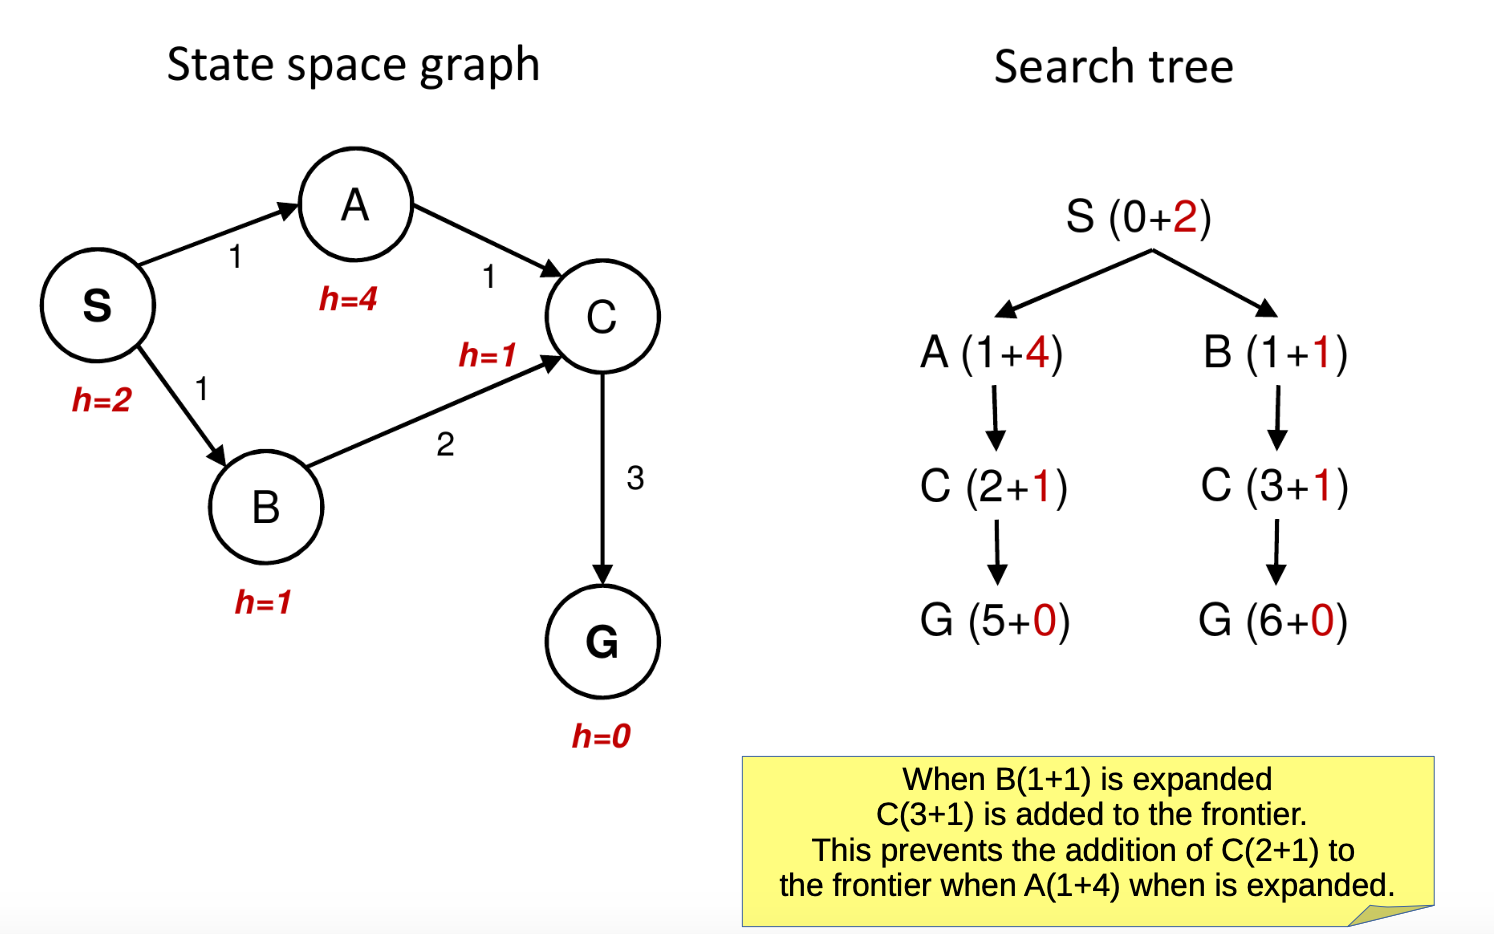 State space graph
Search tree
A
1
1
h=4
S
h=2
C
h=1
1
2
B
h=1
3
G
h=0
S (0+2)
A (1+4)
B (1+1)
C (2+1)
C (3+1)
G (5+0)
G (6+0)
When B(1+1) is expanded
C(3+1) is added to the frontier.
This prevents the addition of C(2+1) to
the frontier when A(1+4) when is expanded.